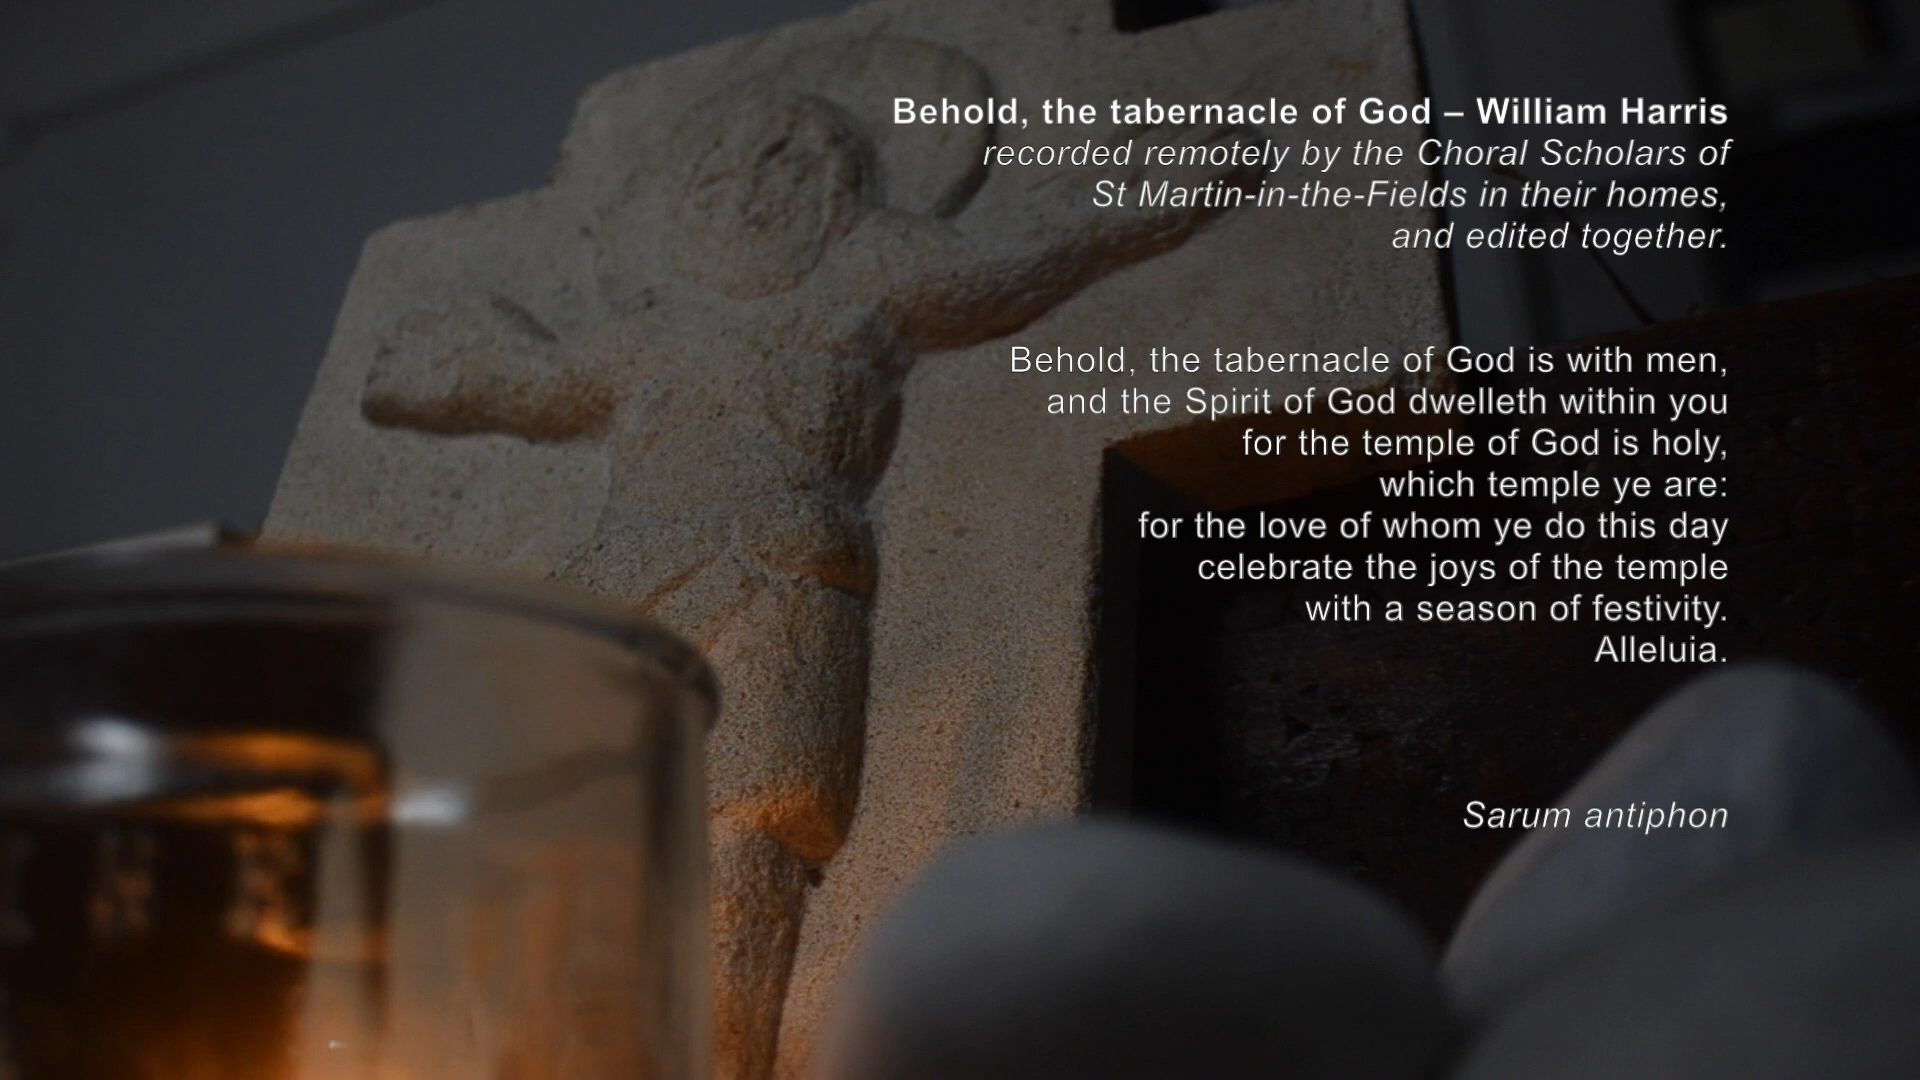 Behold, the tabernacle of God – William Harris
recorded remotely by the Choral Scholars of
St Martin-in-the-Fields in their homes,
and edited together.
Behold, the tabernacle of God is with men,
and the Spirit of God dwelleth within you
for the temple of God is holy,
which temple ye are:
for the love of whom ye do this day
celebrate the joys of the temple
with a season of festivity.
Alleluia.
Sarum antiphon